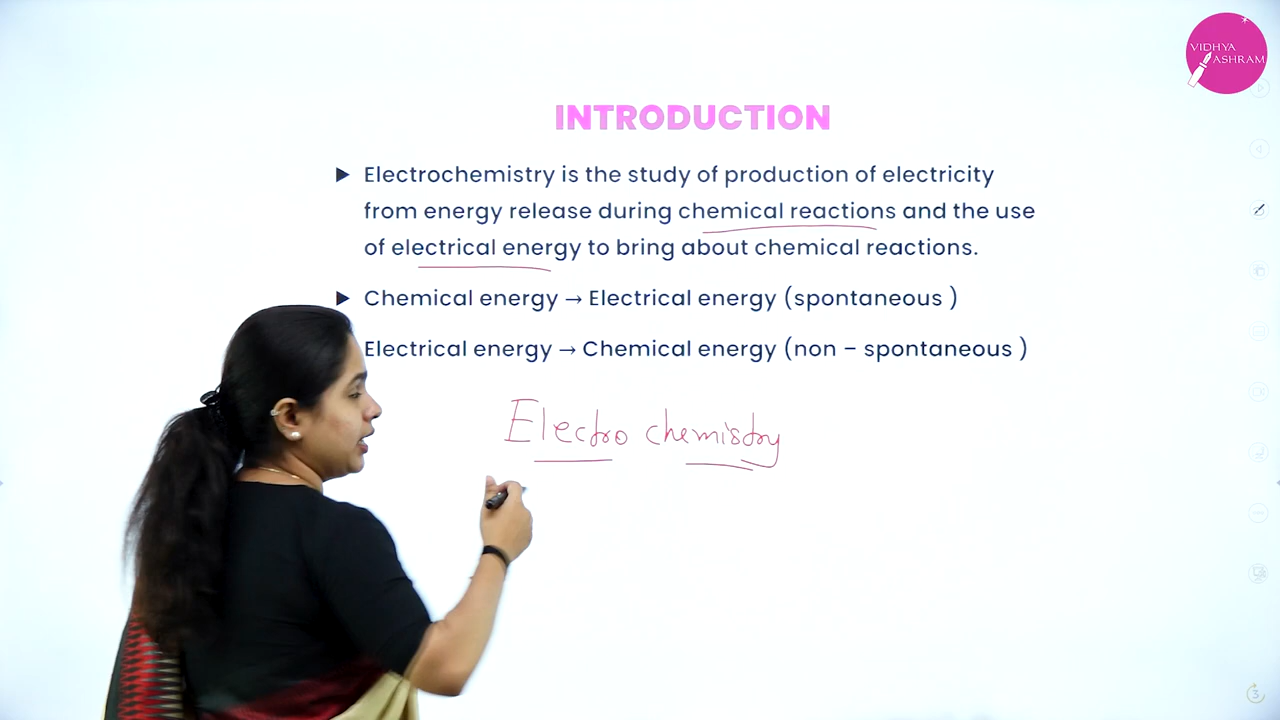 VIDHYA
ASHRAM
INTRODUCTION
Electrochemistry is the study of production of electricity
from energy release during chemical reactions and the use
of electrical energy to bring about chemical reactions.
Chemical energy → Electrical energy (spontaneous )
Electrical energy → Chemical energy (non – spontaneous )
Electro chemistry
3